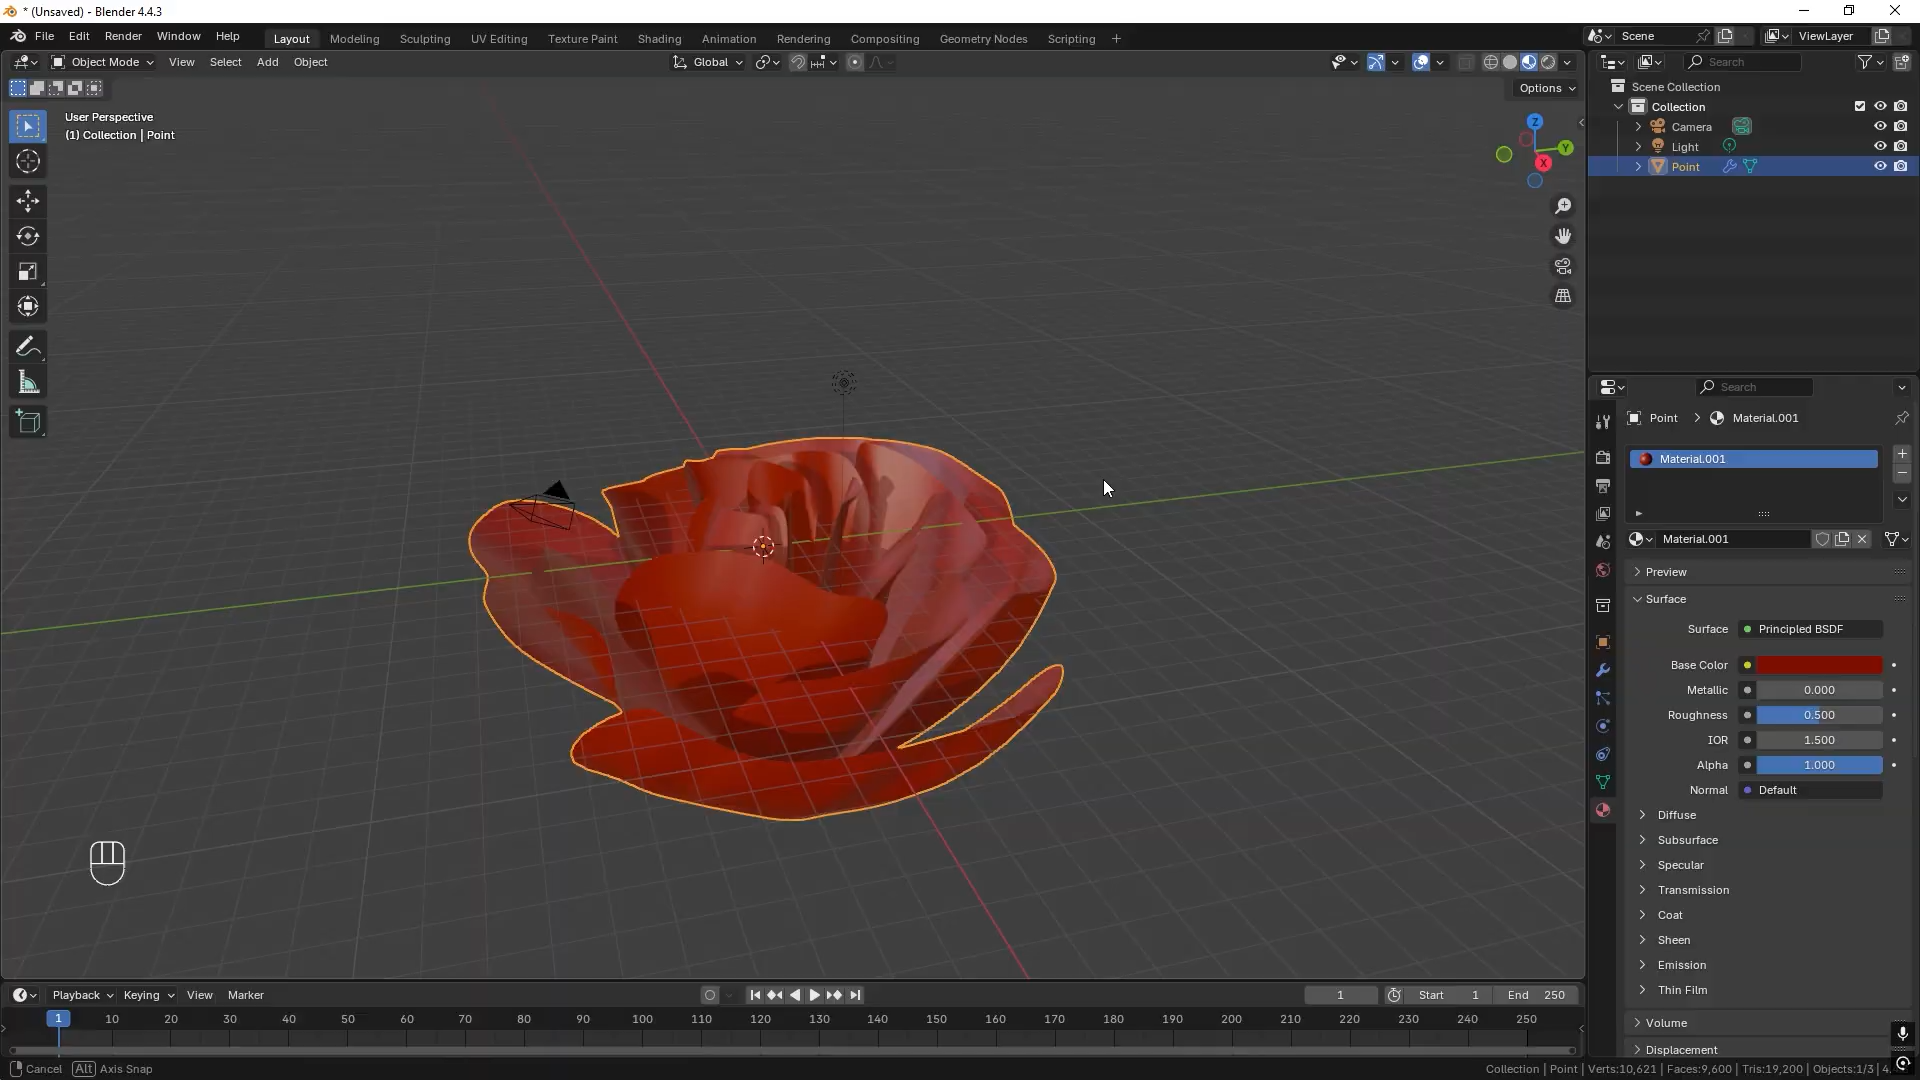 * (Unsaved) - Blender 4.4.3
File Edit Render Window Help Layout Modeling Sculpting UV Editing Texture Paint Shading Animation Rendering Compositing Geometry Nodes Scripting + Scene ViewLayer
Object Mode View Select Add Object Global Search
Options
User Perspective
(1) Collection | Point
Z
Y
X
Scene Collection
Collection
Camera
Light
Point
Search
Point > Material.001
Material.001
Material.001
Preview
Surface
Surface Principled BSDF
Base Color
Metallic 0.000
Roughness 0.500
IOR 1.500
Alpha 1.000
Normal Default
Diffuse
Subsurface
Specular
Transmission
Coat
Sheen
Emission
Thin Film
Volume
Displacement
Playback Keying View Marker 1 Start 1 End 250
1 10 20 30 40 50 60 70 80 90 100 110 120 130 140 150 160 170 180 190 200 210 220 230 240 250
Cancel Alt Axis Snap Collection | Point | Verts:10,621 | Faces:9,600 | Tris:19,200 | Objects:1/3 | 4.